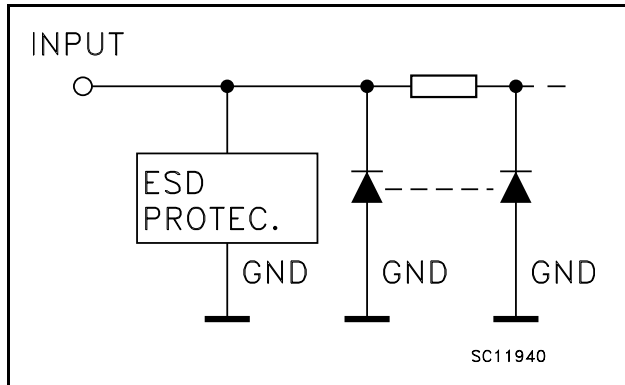 INPUT
ESD
PROTEC.
GND
GND
GND
SC11940